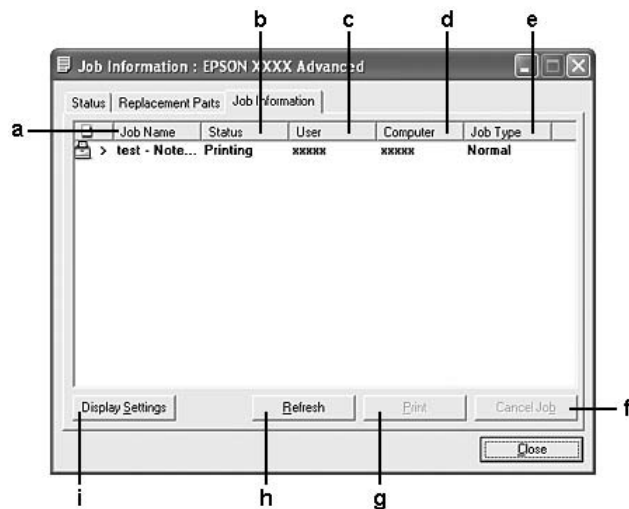 b c d e
Job Information : EPSON XXXX Advanced
Status Replacement Parts Job Information
a Job Name Status User Computer Job Type
> test - Note... Printing xxxxx xxxxx Normal
Display Settings Refresh Print Cancel Job f
Close
i h g